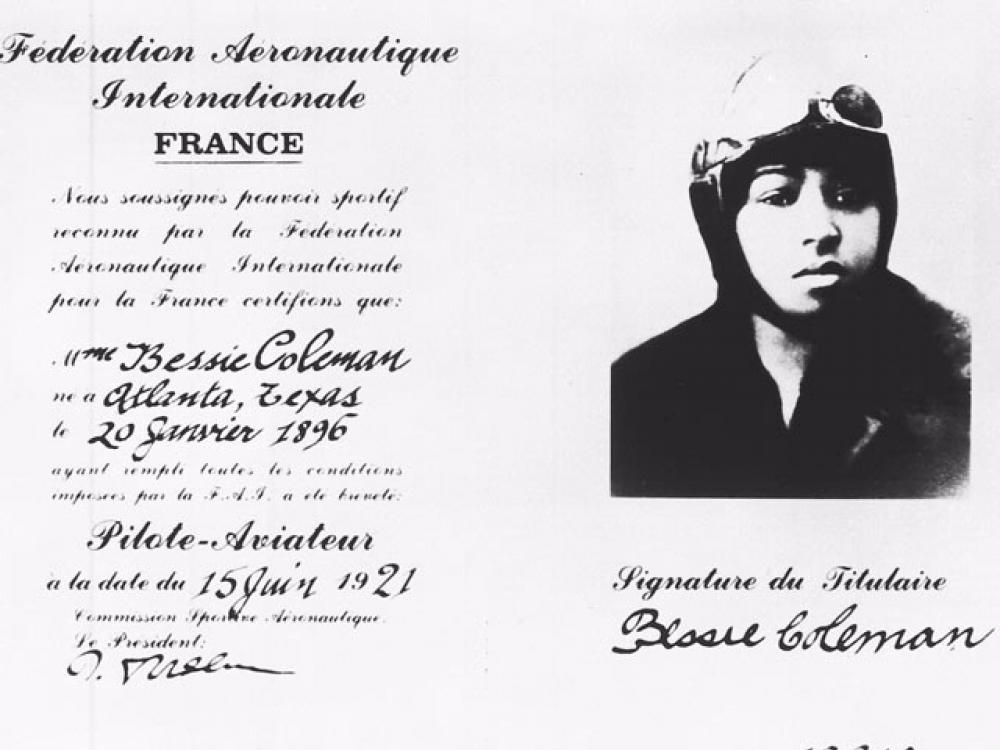 Fédération Aéronautique
Internationale
FRANCE
Nous soussignés pouvoir sportif
reconnu par la Fédération
Aéronautique Internationale
pour la France certifions que:
Mme Bessie Coleman
né à Atlanta, Texas
le 20 Janvier 1896
ayant rempli toutes les conditions
imposées par la F.A.I. a été breveté:
Pilote-Aviateur
à la date du 15 Juin 1921
Commission Sportive Aéronautique.
Le Président:
Signature du Titulaire
Bessie Coleman